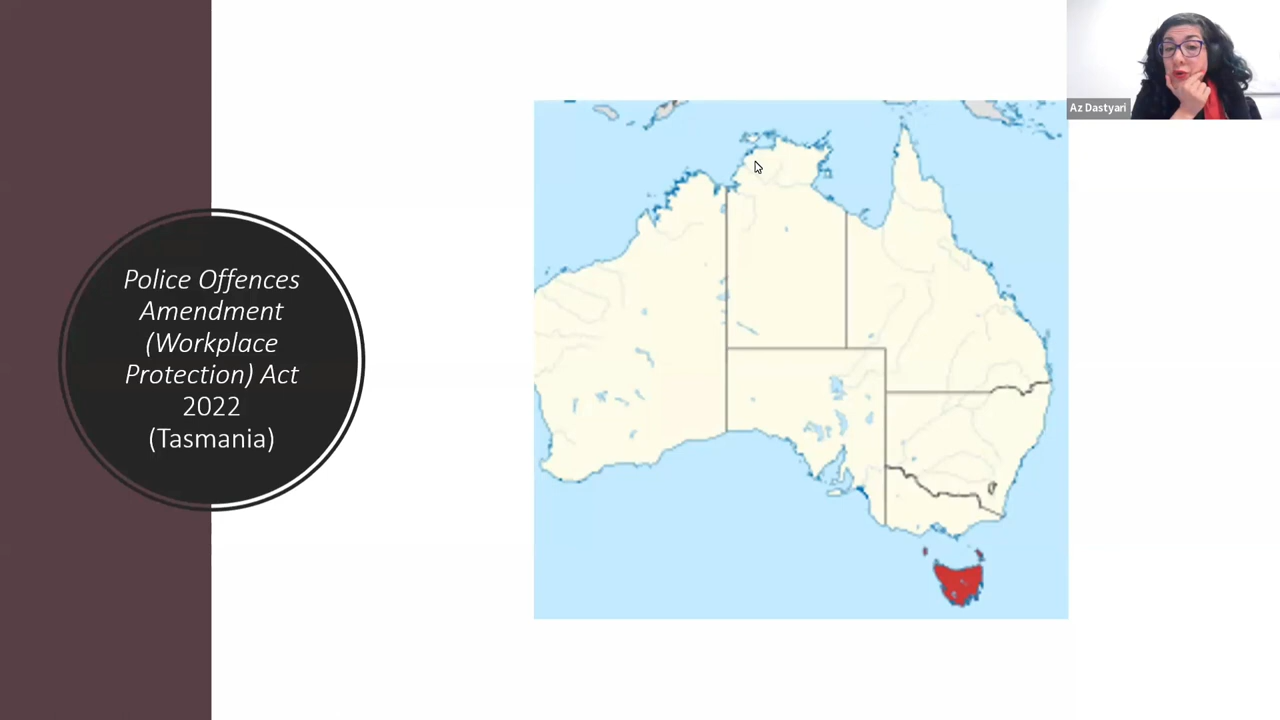 Police Offences
Amendment
(Workplace
Protection) Act
2022
(Tasmania)
Az Dastyari